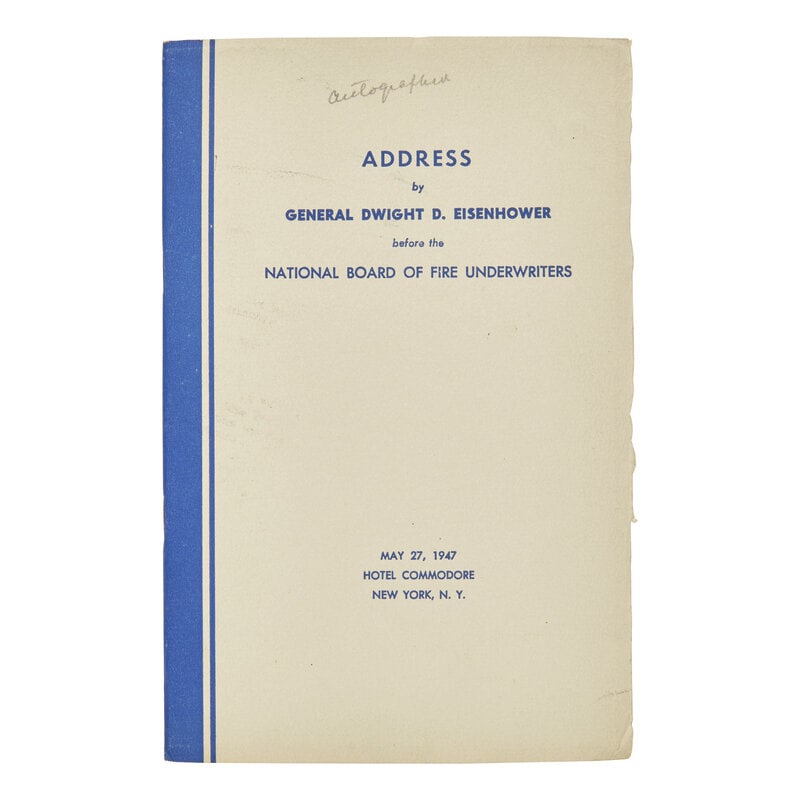 autographed
ADDRESS
by
GENERAL DWIGHT D. EISENHOWER
before the
NATIONAL BOARD OF FIRE UNDERWRITERS
MAY 27, 1947
HOTEL COMMODORE
NEW YORK, N. Y.